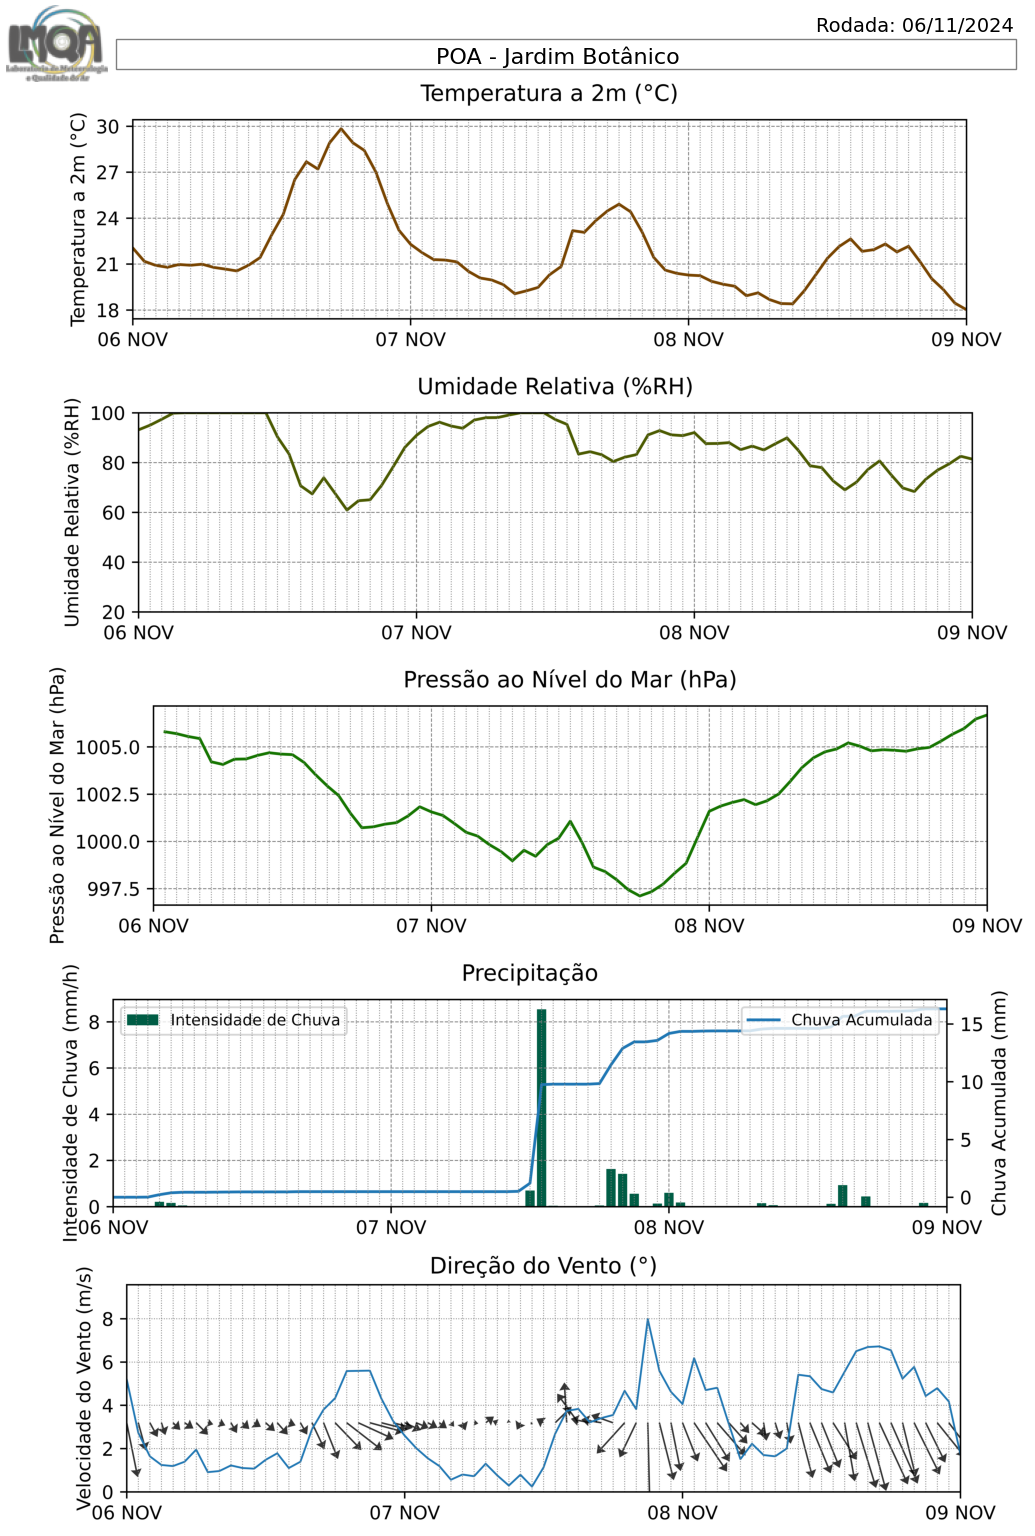 LMQA
Laboratório de Meteorologia
e Qualidade do Ar
Rodada: 06/11/2024
POA - Jardim Botânico
Temperatura a 2m (°C)
Temperatura a 2m (°C)
30
27
24
21
18
06 NOV 07 NOV 08 NOV 09 NOV
Umidade Relativa (%RH)
Umidade Relativa (%RH)
100
80
60
40
20
06 NOV 07 NOV 08 NOV 09 NOV
Pressão ao Nível do Mar (hPa)
Pressão ao Nível do Mar (hPa)
1005.0
1002.5
1000.0
997.5
06 NOV 07 NOV 08 NOV 09 NOV
Precipitação
Intensidade de Chuva (mm/h)
8
6
4
2
0
Intensidade de Chuva
Chuva Acumulada
15
10
5
0
Chuva Acumulada (mm)
06 NOV 07 NOV 08 NOV 09 NOV
Direção do Vento (°)
Velocidade do Vento (m/s)
8
6
4
2
0
06 NOV 07 NOV 08 NOV 09 NOV